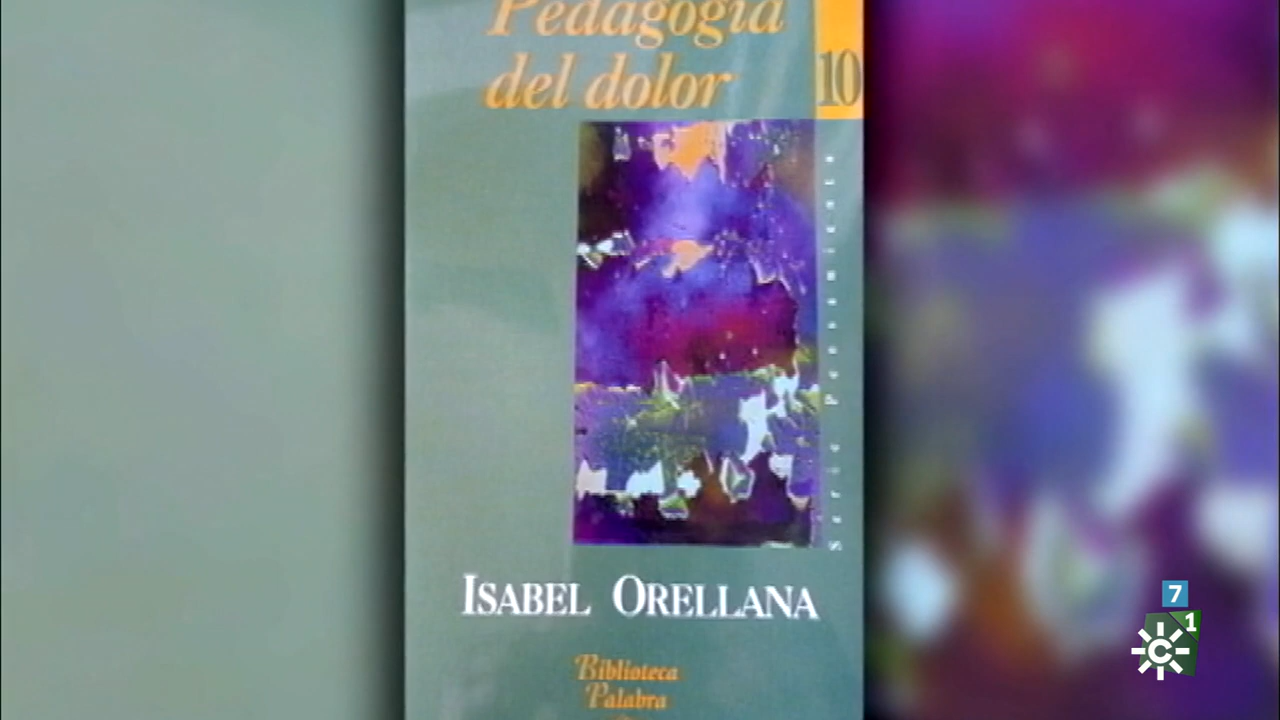 Pedagogía
del dolor
10
Serie Pensamiento
ISABEL ORELLANA
Biblioteca
Palabra
7
1
C